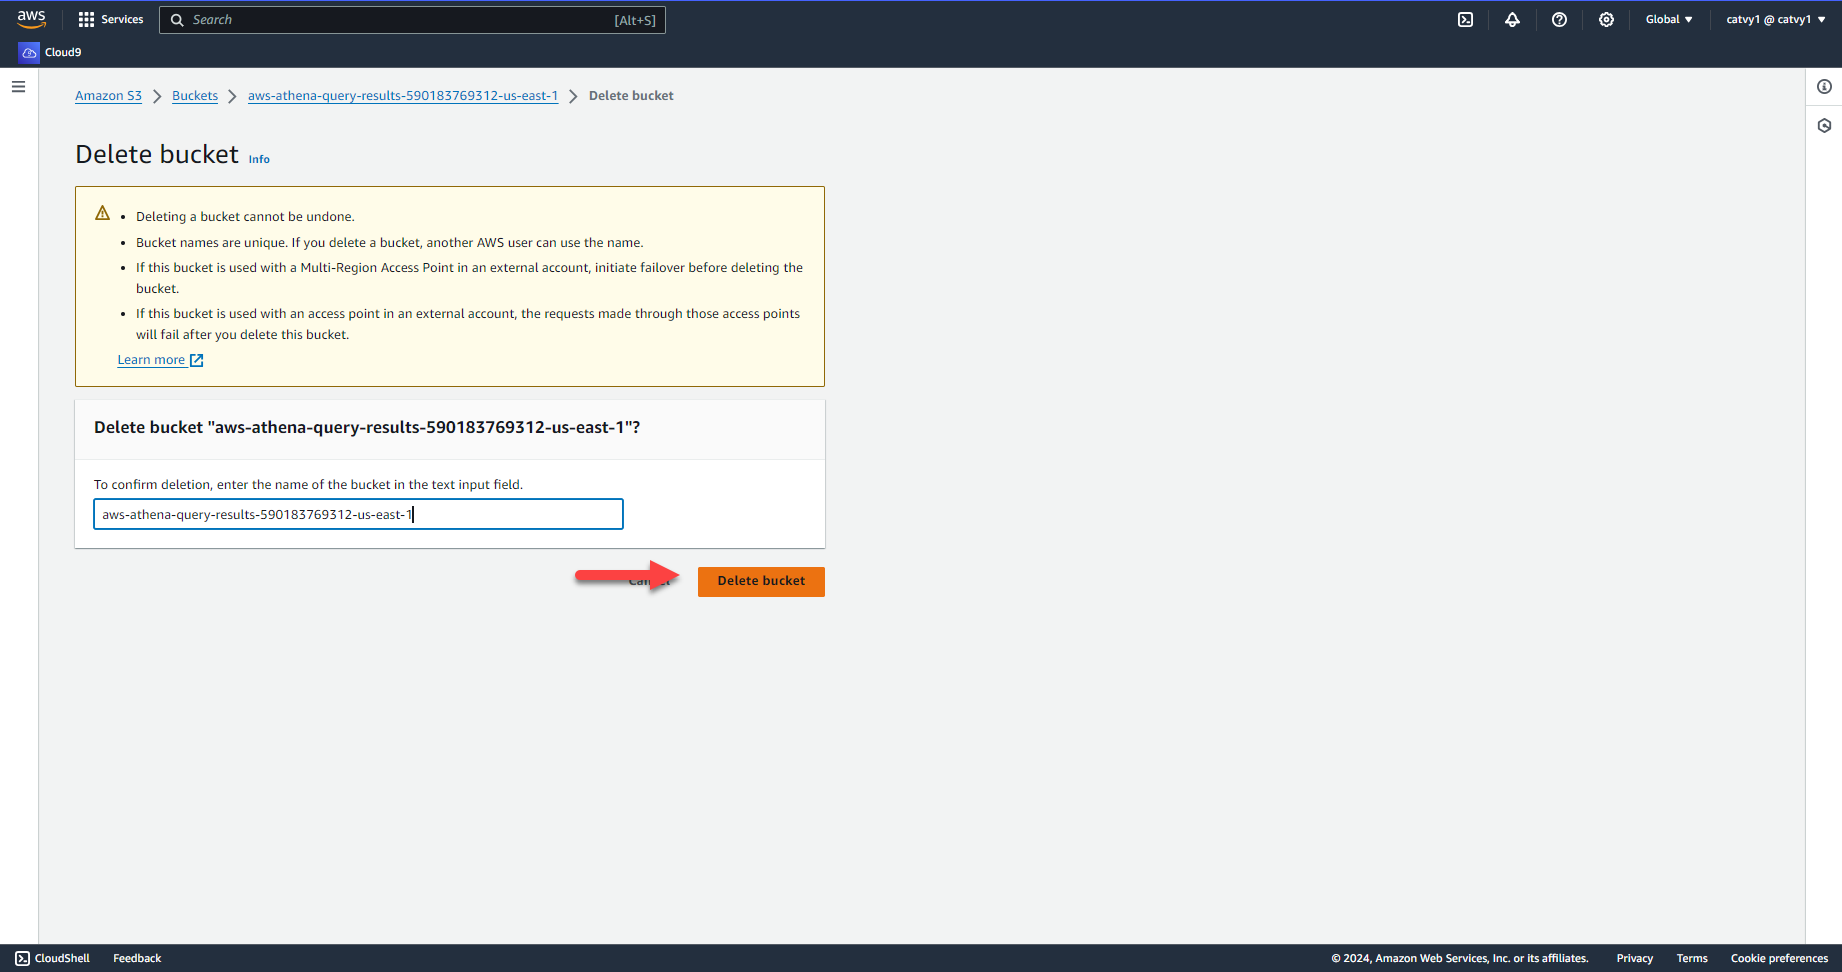 aws
Services
Search
[Alt+S]
Global
catvy1 @ catvy1
Cloud9
Amazon S3
Buckets
aws-athena-query-results-590183769312-us-east-1
Delete bucket
Delete bucket Info
Deleting a bucket cannot be undone.
Bucket names are unique. If you delete a bucket, another AWS user can use the name.
If this bucket is used with a Multi-Region Access Point in an external account, initiate failover before deleting the
bucket.
If this bucket is used with an access point in an external account, the requests made through those access points
will fail after you delete this bucket.
Learn more
Delete bucket "aws-athena-query-results-590183769312-us-east-1"?
To confirm deletion, enter the name of the bucket in the text input field.
aws-athena-query-results-590183769312-us-east-1
Delete bucket
CloudShell
Feedback
© 2024, Amazon Web Services, Inc. or its affiliates.
Privacy
Terms
Cookie preferences